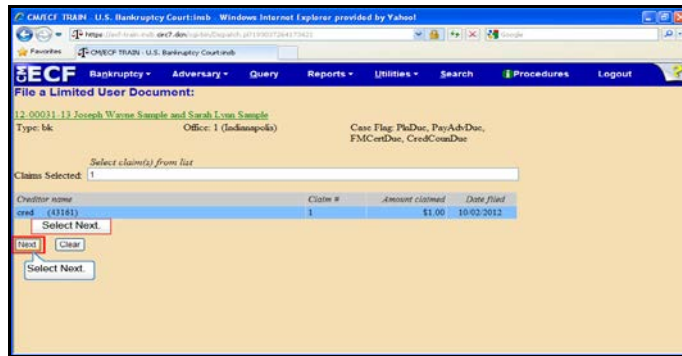 CM/ECF TRAIN - U.S. Bankruptcy Court:insb - Windows Internet Explorer provided by Yahoo!
Google
Favorites CM/ECF TRAIN - U.S. Bankruptcy Court:insb
ECF Bankruptcy Adversary Query Reports Utilities Search Procedures Logout ?
File a Limited User Document:
12-00031-13 Joseph Wayne Sample and Sarah Lynn Sample
Type: bk Office: 1 (Indianapolis) Case Flag: PlnDue, PayAdvDue,
FMCertDue, CredCounDue
Select claim(s) from list
Claims Selected: 1
Creditor name Claim # Amount claimed Date filed
cred (43161) 1 $1.00 10/02/2012
Select Next.
Next Clear
Select Next.